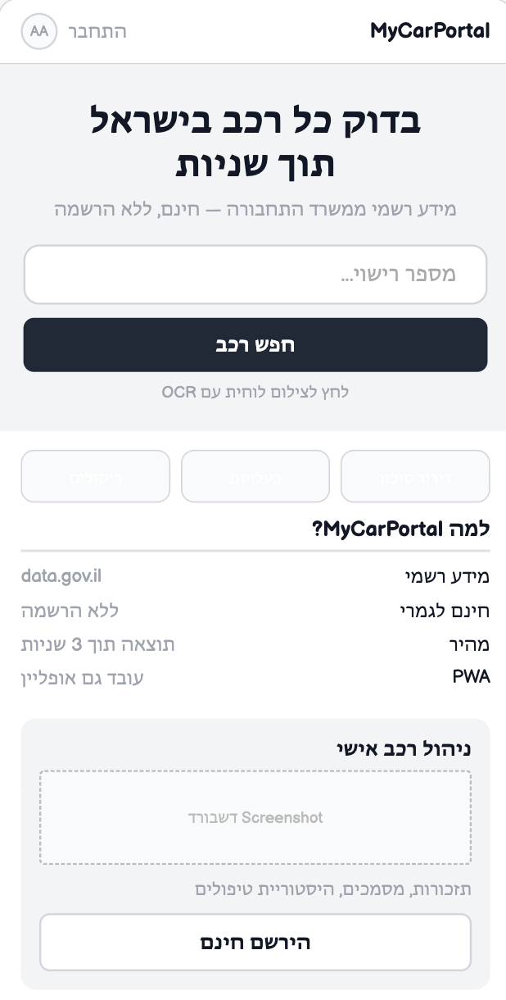 MyCarPortal
התחבר
AA
בדוק כל רכב בישראל
תוך שניות
מידע רשמי ממשרד התחבורה — חינם, ללא הרשמה
מספר רישוי...
חפש רכב
לחץ לצילום לוחית עם OCR
דירוג סיכון
בעלויות
ריקולים
למה MyCarPortal?
מידע רשמי data.gov.il
חינם לגמרי ללא הרשמה
מהיר תוצאה תוך 3 שניות
PWA עובד גם אופליין
ניהול רכב אישי
Screenshot דשבורד
תזכורות, מסמכים, היסטוריית טיפולים
הירשם חינם